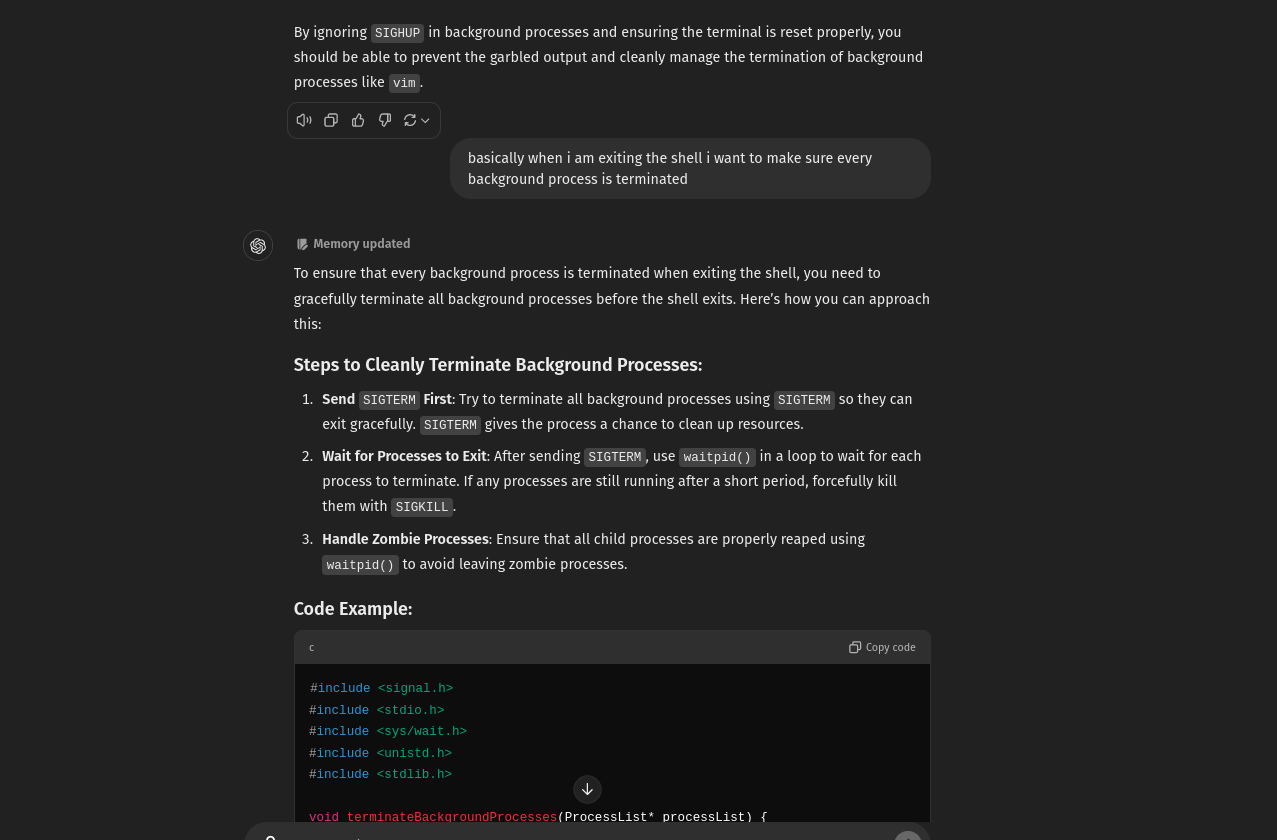 By ignoring SIGHUP in background processes and ensuring the terminal is reset properly, you
should be able to prevent the garbled output and cleanly manage the termination of background
processes like vim.
basically when i am exiting the shell i want to make sure every
background process is terminated
Memory updated
To ensure that every background process is terminated when exiting the shell, you need to
gracefully terminate all background processes before the shell exits. Here’s how you can approach
this:
Steps to Cleanly Terminate Background Processes:
1. Send SIGTERM First: Try to terminate all background processes using SIGTERM so they can
exit gracefully. SIGTERM gives the process a chance to clean up resources.
2. Wait for Processes to Exit: After sending SIGTERM, use waitpid() in a loop to wait for each
process to terminate. If any processes are still running after a short period, forcefully kill
them with SIGKILL.
3. Handle Zombie Processes: Ensure that all child processes are properly reaped using
waitpid() to avoid leaving zombie processes.
Code Example:
c Copy code
#include <signal.h>
#include <stdio.h>
#include <sys/wait.h>
#include <unistd.h>
#include <stdlib.h>
void terminateBackgroundProcesses(ProcessList* processList) {